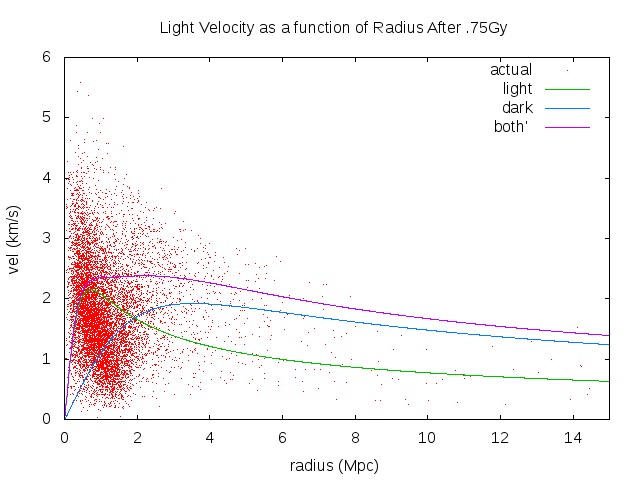 Light Velocity as a function of Radius After .75Gy
actual
light
dark
both'
6
5
4
3
2
1
0
vel (km/s)
0 2 4 6 8 10 12 14
radius (Mpc)